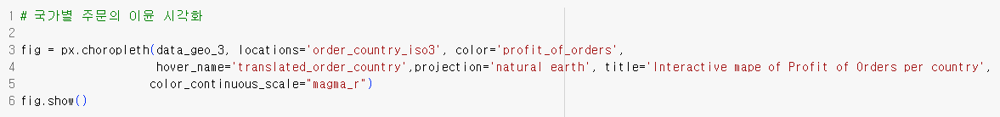 1 # 국가별 주문의 이윤 시각화
2
3 fig = px.choropleth(data_geo_3, locations='order_country_iso3', color='profit_of_orders',
4                     hover_name='translated_order_country',projection='natural earth', title='Interactive mape of Profit of Orders per country',
5                    color_continuous_scale="magma_r")
6 fig.show()